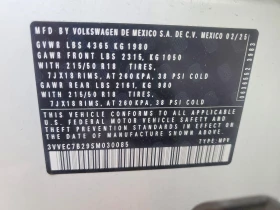 MFD BY VOLKSWAGEN DE MEXICO S.A. DE C.V. MEXICO 02/25
GVWR LBS 4365 KG 1980
GAWR FRONT LBS 2315, KG 1050
WITH 215/50 R18 TIRES,
7JX18 RIMS, AT 260 KPA, 38 PSI COLD
GAWR REAR LBS 2161, KG 980
WITH 215/50 R18 TIRES,
7JX18 RIMS, AT 260 KPA, 38 PSI COLD
THIS VEHICLE CONFORMS TO ALL APPLICABLE
FEDERAL MOTOR VEHICLE SAFETY
STANDARDS IN EFFECT ON THE DATE OF
MANUFACTURE SHOWN ABOVE.
3VVEC7B29SM030085 TYPE: MPV